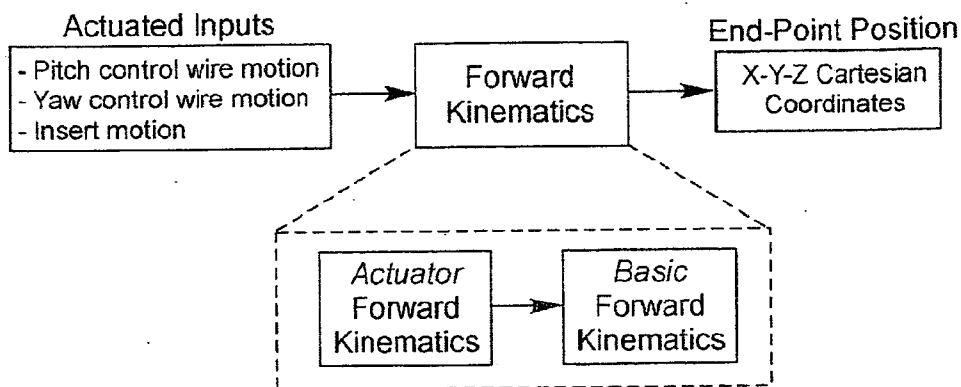 Actuated Inputs
- Pitch control wire motion
- Yaw control wire motion
- Insert motion
Forward
Kinematics
End-Point Position
X-Y-Z Cartesian
Coordinates
Actuator
Forward
Kinematics
Basic
Forward
Kinematics